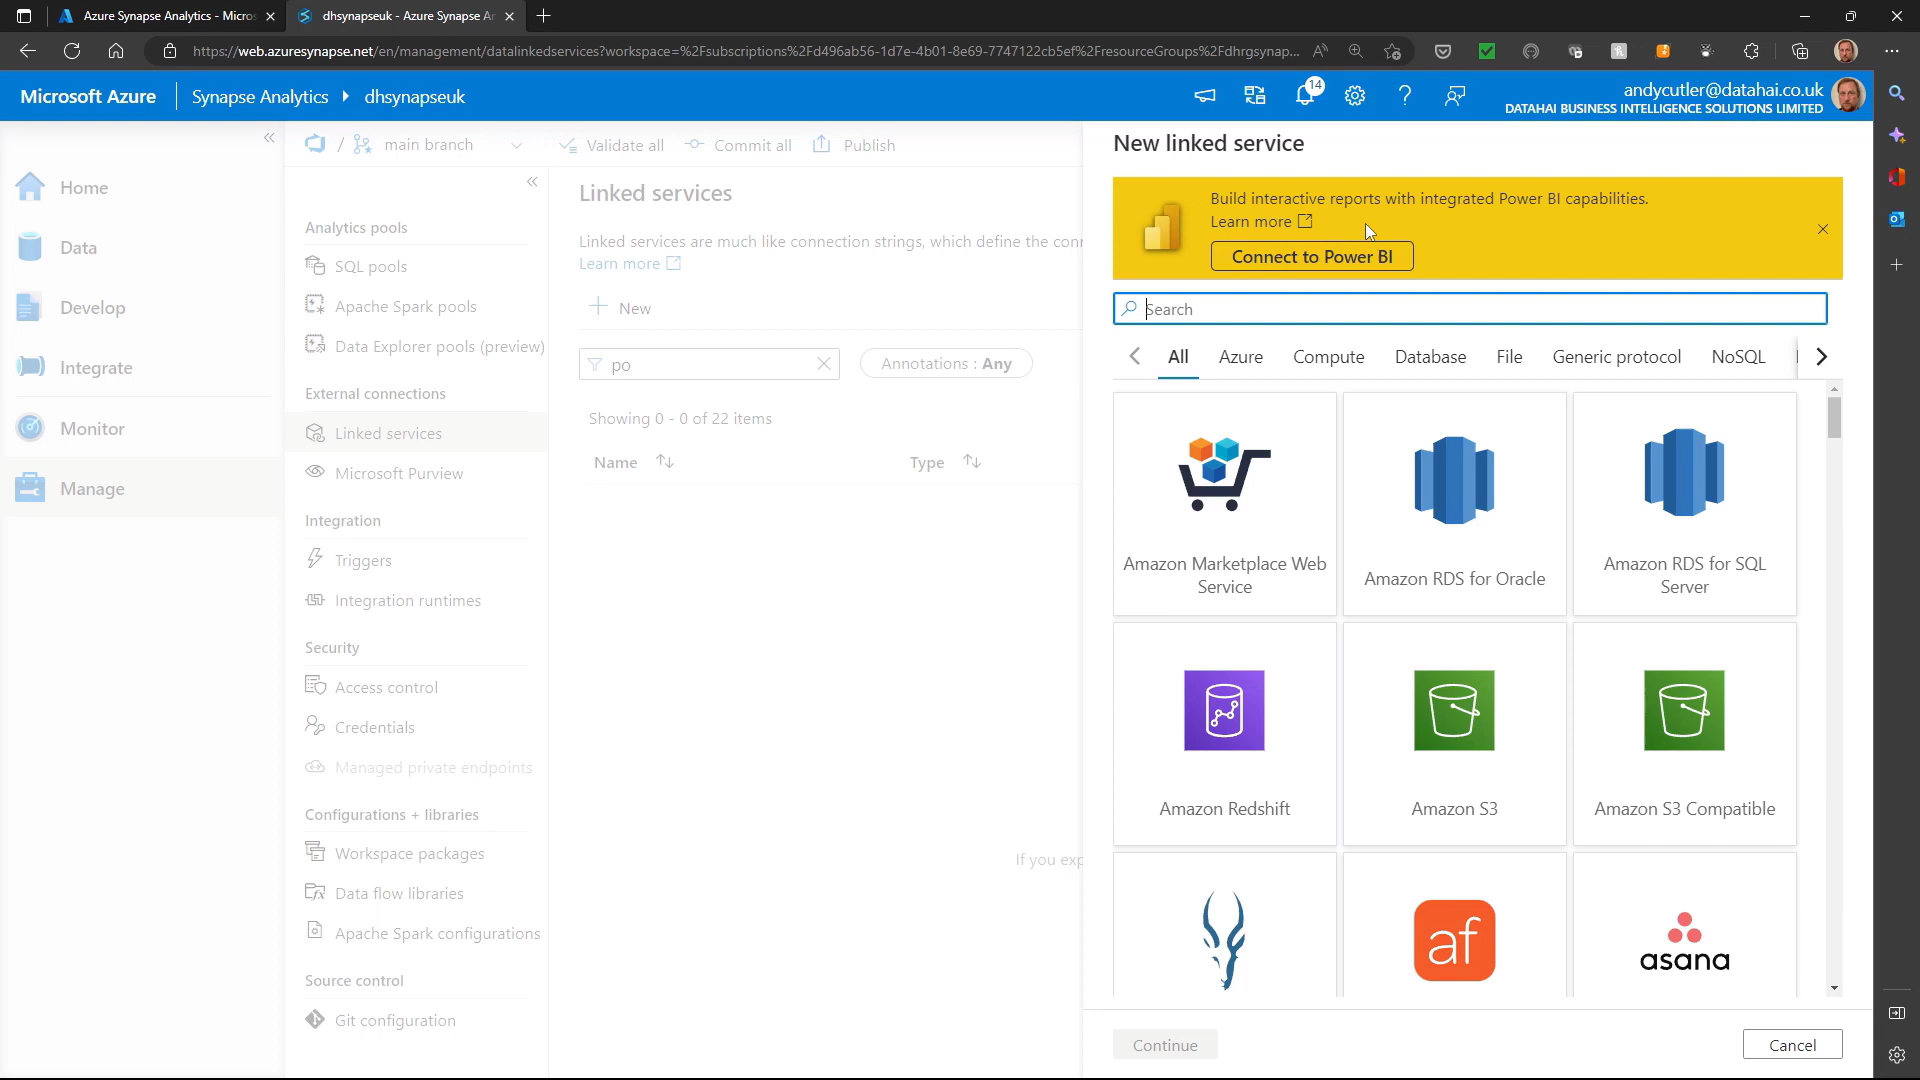 Azure Synapse Analytics - Micros
dhsynapseuk - Azure Synapse An
https://web.azuresynapse.net/en/management/datalinkedservices?workspace=%2Fsubscriptions%2Fd496ab56-1d7e-4b01-8e69-7747122cb5ef%2FresourceGroups%2Fdhrgsynap...
Microsoft Azure
Synapse Analytics
dhsynapseuk
14
andycutler@datahai.co.uk
DATAHAI BUSINESS INTELLIGENCE SOLUTIONS LIMITED
Home
Data
Develop
Integrate
Monitor
Manage
/ main branch
Validate all
Commit all
Publish
Analytics pools
SQL pools
Apache Spark pools
Data Explorer pools (preview)
External connections
Linked services
Microsoft Purview
Integration
Triggers
Integration runtimes
Security
Access control
Credentials
Managed private endpoints
Configurations + libraries
Workspace packages
Data flow libraries
Apache Spark configurations
Source control
Git configuration
Linked services
Linked services are much like connection strings, which define the conn
Learn more
New
po
Annotations : Any
Showing 0 - 0 of 22 items
Name
Type
If you exp
New linked service
Build interactive reports with integrated Power BI capabilities.
Learn more
Connect to Power BI
Search
All
Azure
Compute
Database
File
Generic protocol
NoSQL
Amazon Marketplace Web
Service
Amazon RDS for Oracle
Amazon RDS for SQL
Server
Amazon Redshift
Amazon S3
Amazon S3 Compatible
af
asana
Continue
Cancel